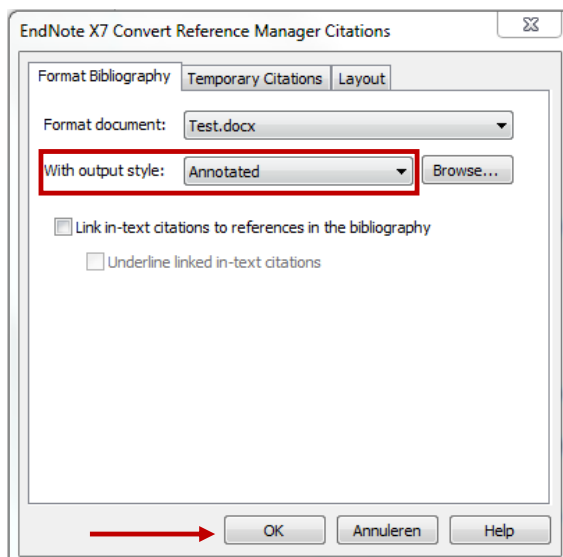 EndNote X7 Convert Reference Manager Citations
Format Bibliography Temporary Citations Layout
Format document: Test.docx
With output style: Annotated Browse...
Link in-text citations to references in the bibliography
Underline linked in-text citations
OK Annuleren Help